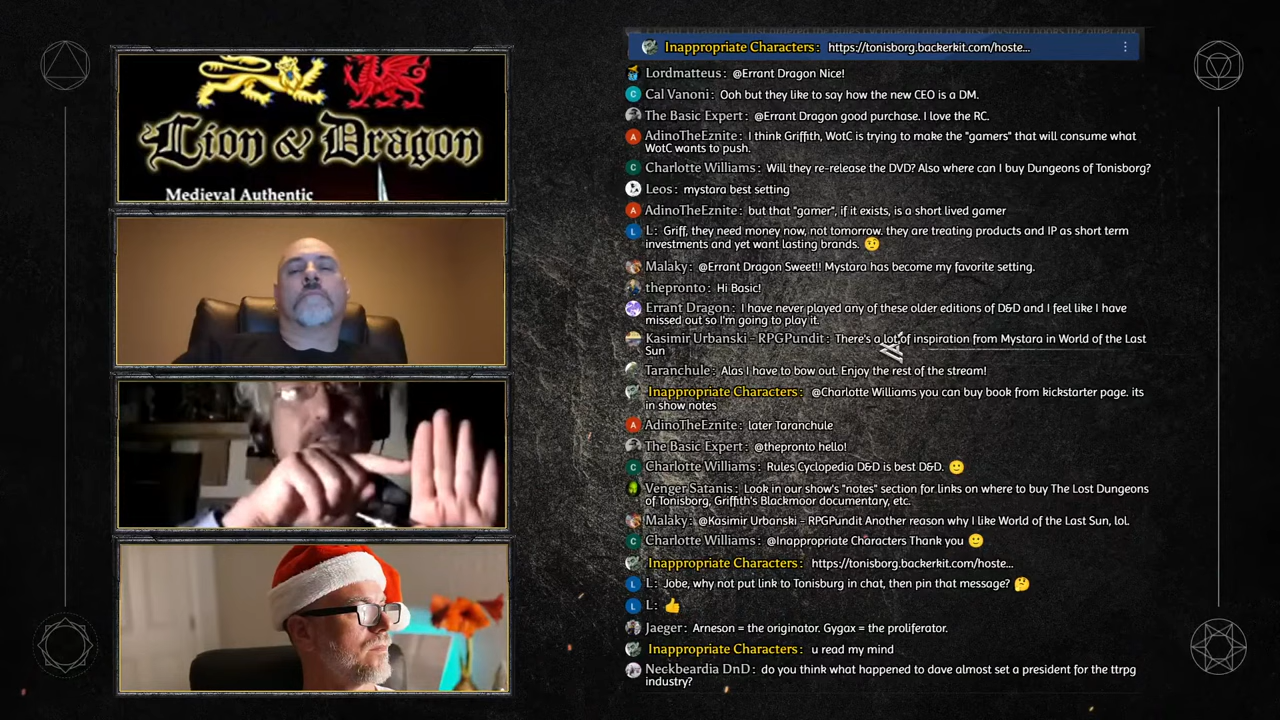 Lion & Dragon
Medieval Authentic
Inappropriate Characters: https://tonisborg.backerkit.com/hoste...
Lordmatteus: @Errant Dragon Nice!
C Cal Vanoni: Ooh but they like to say how the new CEO is a DM.
The Basic Expert: @Errant Dragon good purchase. I love the RC.
A AdinoTheEznite: I think Griffith, WotC is trying to make the "gamers" that will consume what
WotC wants to push.
C Charlotte Williams: Will they re-release the DVD? Also where can I buy Dungeons of Tonisborg?
Leos: mystara best setting
A AdinoTheEznite: but that "gamer", if it exists, is a short lived gamer
L L: Griff, they need money now, not tomorrow. they are treating products and IP as short term
investments and yet want lasting brands. 🤨
Malaky: @Errant Dragon Sweet!! Mystara has become my favorite setting.
thepronto: Hi Basic!
Errant Dragon: I have never played any of these older editions of D&D and I feel like I have
missed out so I'm going to play it.
Kasimir Urbanski - RPGPundit: There's a lot of inspiration from Mystara in World of the Last
Sun
Taranchule: Alas I have to bow out. Enjoy the rest of the stream!
Inappropriate Characters: @Charlotte Williams you can buy book from kickstarter page. its
in show notes
A AdinoTheEznite: later Taranchule
The Basic Expert: @thepronto hello!
C Charlotte Williams: Rules Cyclopedia D&D is best D&D. 🙂
Venger Satanis: Look in our show's "notes" section for links on where to buy The Lost Dungeons
of Tonisborg, Griffith's Blackmoor documentary, etc.
Malaky: @Kasimir Urbanski - RPGPundit Another reason why I like World of the Last Sun, lol.
C Charlotte Williams: @Inappropriate Characters Thank you 🙂
Inappropriate Characters: https://tonisborg.backerkit.com/hoste...
L L: Jobe, why not put link to Tonisburg in chat, then pin that message? 🤔
L L: 👍
Jaeger: Arneson = the originator. Gygax = the proliferator.
Inappropriate Characters: u read my mind
Neckbeardia DnD: do you think what happened to dave almost set a president for the ttrpg
industry?